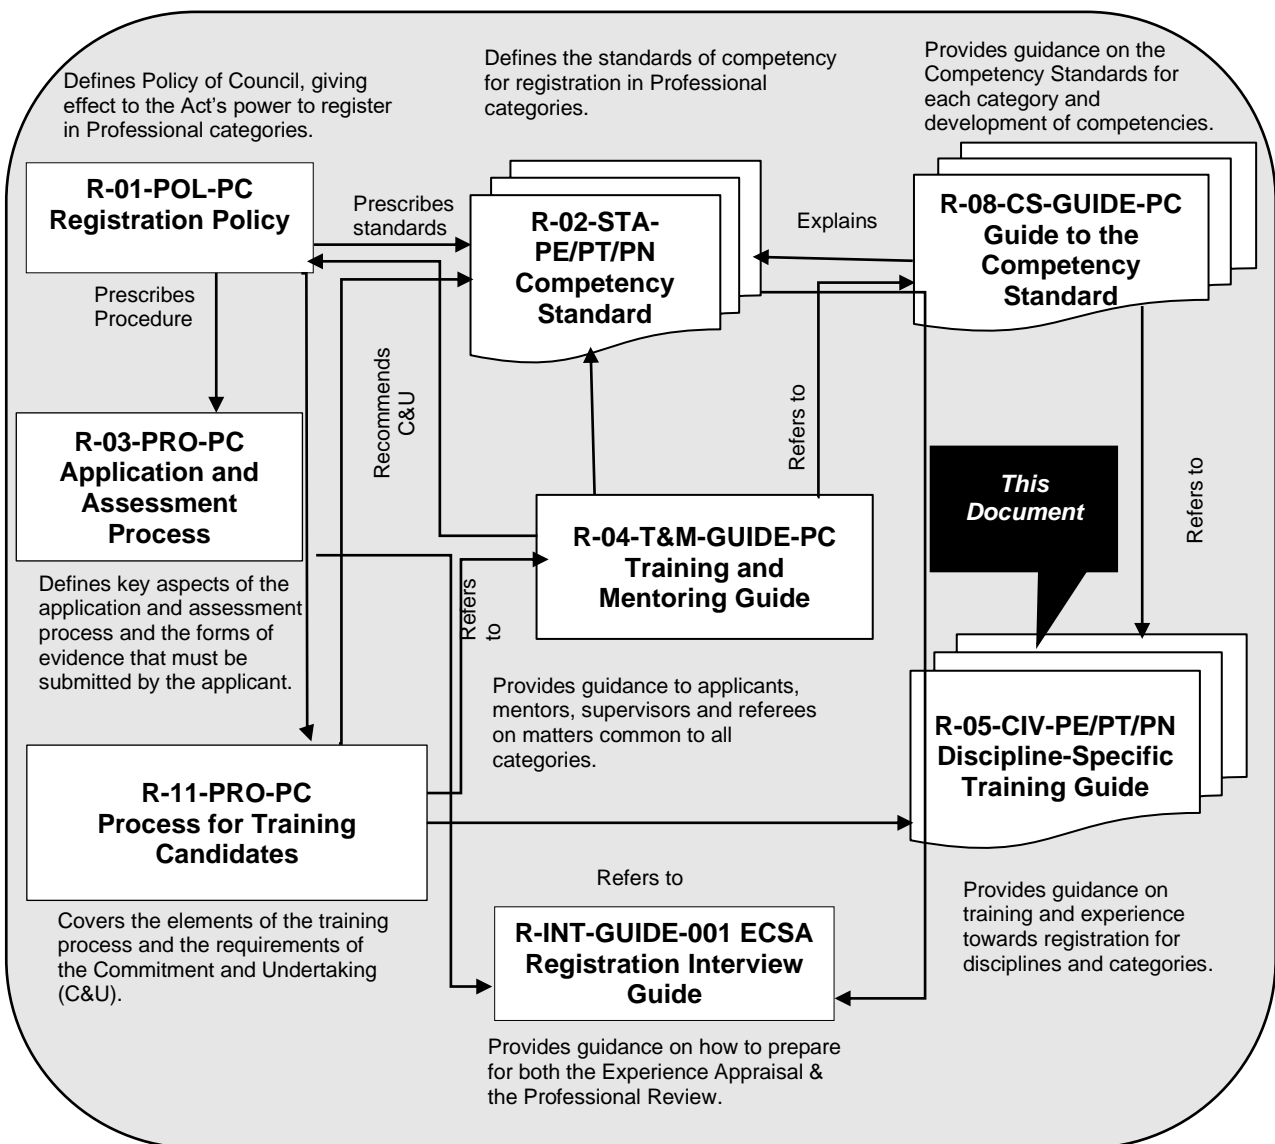 Defines Policy of Council, giving
effect to the Act's power to register
in Professional categories.
Defines the standards of competency
for registration in Professional
categories.
Provides guidance on the
Competency Standards for
each category and
development of competencies.
R-01-POL-PC
Registration Policy
Prescribes
standards
R-02-STA-
PE/PT/PN
Competency
Standard
Explains
R-08-CS-GUIDE-PC
Guide to the
Competency
Standard
Prescribes
Procedure
Recommends
C&U
Refers to
R-03-PRO-PC
Application and
Assessment
Process
This
Document
Refers to
R-04-T&M-GUIDE-PC
Training and
Mentoring Guide
Defines key aspects of the
application and assessment
process and the forms of
evidence that must be
submitted by the applicant.
Refers
to
Provides guidance to applicants,
mentors, supervisors and referees
on matters common to all
categories.
R-05-CIV-PE/PT/PN
Discipline-Specific
Training Guide
R-11-PRO-PC
Process for Training
Candidates
Refers to
Covers the elements of the training
process and the requirements of
the Commitment and Undertaking
(C&U).
R-INT-GUIDE-001 ECSA
Registration Interview
Guide
Provides guidance on
training and experience
towards registration for
disciplines and categories.
Provides guidance on how to prepare
for both the Experience Appraisal &
the Professional Review.